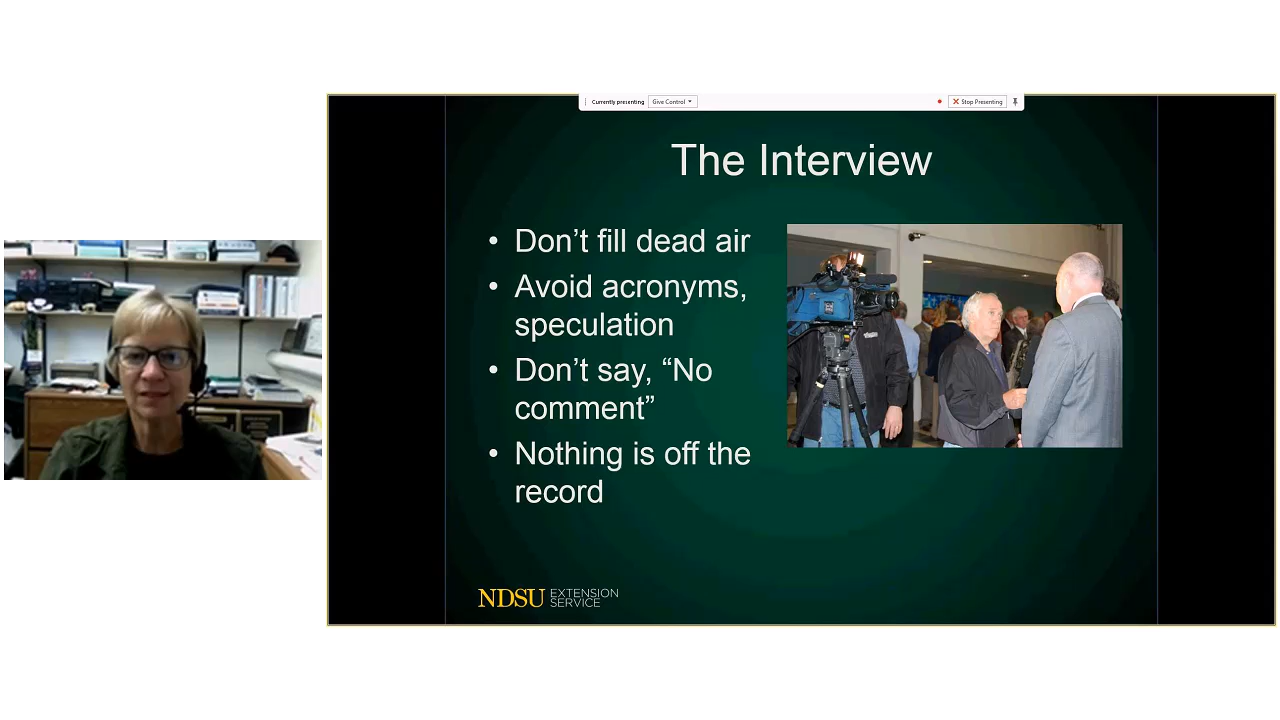 Currently presenting Give Control Stop Presenting
The Interview
• Don’t fill dead air
• Avoid acronyms,
speculation
• Don’t say, “No
comment”
• Nothing is off the
record
NDSU EXTENSION
SERVICE